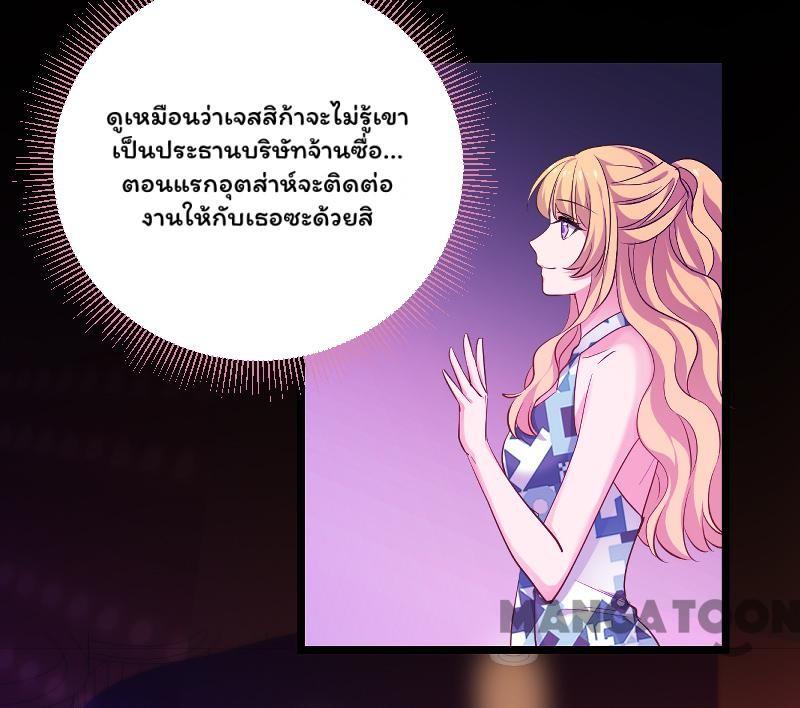 ดูเหมือนว่าเจสสิก้าจะไม่รู้เขา
เป็นประธานบริษัทจ้านซื่อ...
ตอนแรกอุตส่าห์จะติดต่อ
งานให้กับเธอซะด้วยสิ
MANGATOON